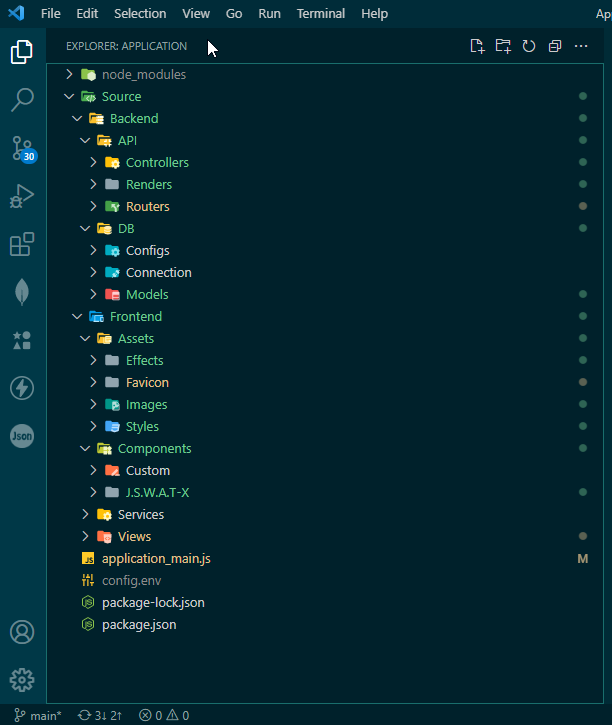 File Edit Selection View Go Run Terminal Help Ap
EXPLORER: APPLICATION
node_modules
Source
Backend
API
Controllers
Renders
Routers
DB
Configs
Connection
Models
Frontend
Assets
Effects
Favicon
Images
Styles
Components
Custom
J.S.W.A.T-X
Services
Views
JS application_main.js M
config.env
package-lock.json
package.json
30
Json
main* 3↓ 2↑ 0 0